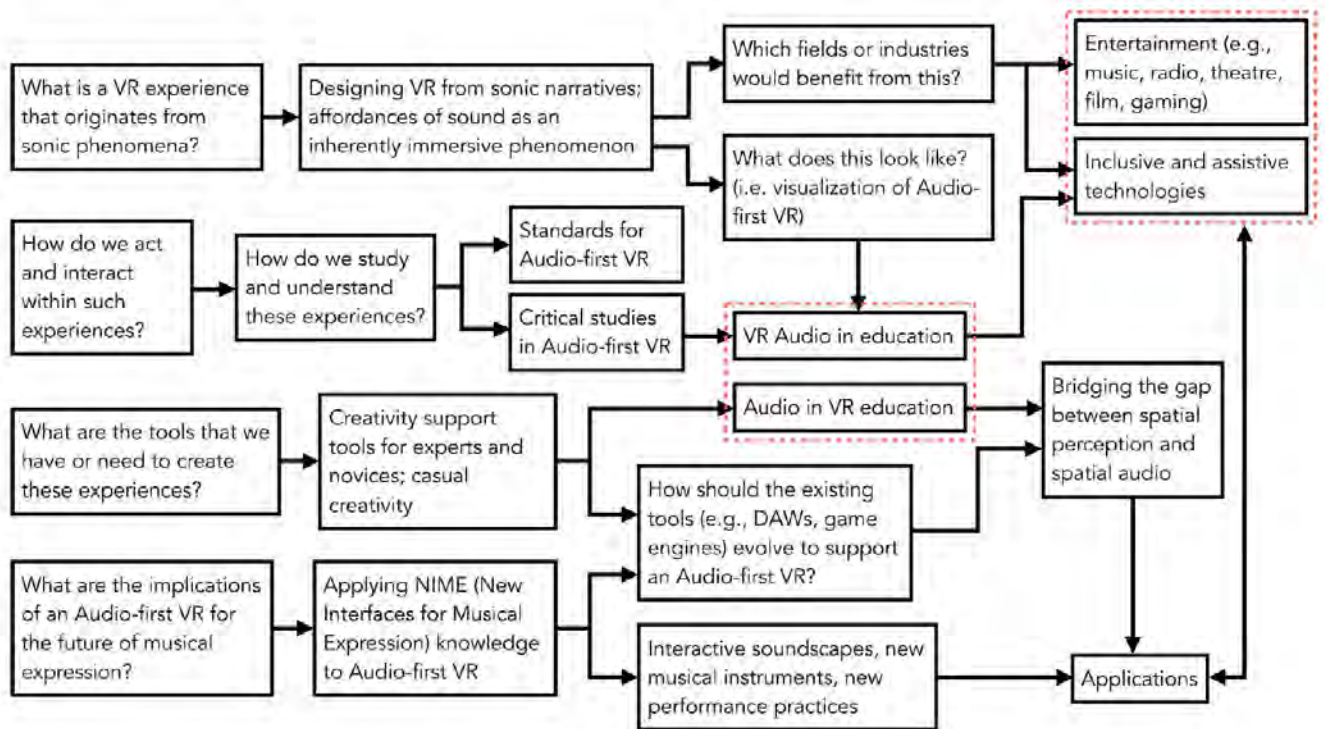 What is a VR experience
that originates from
sonic phenomena?
Designing VR from sonic narratives;
affordances of sound as an
inherently immersive phenomenon
Which fields or industries
would benefit from this?
Entertainment (e.g.,
music, radio, theatre,
film, gaming)
What does this look like?
(i.e. visualization of Audio-
first VR)
Inclusive and assistive
technologies
How do we act
and interact
within such
experiences?
How do we study
and understand
these experiences?
Standards for
Audio-first VR
Critical studies
in Audio-first VR
VR Audio in education
Audio in VR education
Bridging the gap
between spatial
perception and
spatial audio
What are the tools that we
have or need to create
these experiences?
Creativity support
tools for experts and
novices; casual
creativity
How should the existing
tools (e.g., DAWs, game
engines) evolve to support
an Audio-first VR?
What are the implications
of an Audio-first VR for
the future of musical
expression?
Applying NIME (New
Interfaces for Musical
Expression) knowledge
to Audio-first VR
Interactive soundscapes, new
musical instruments, new
performance practices
Applications